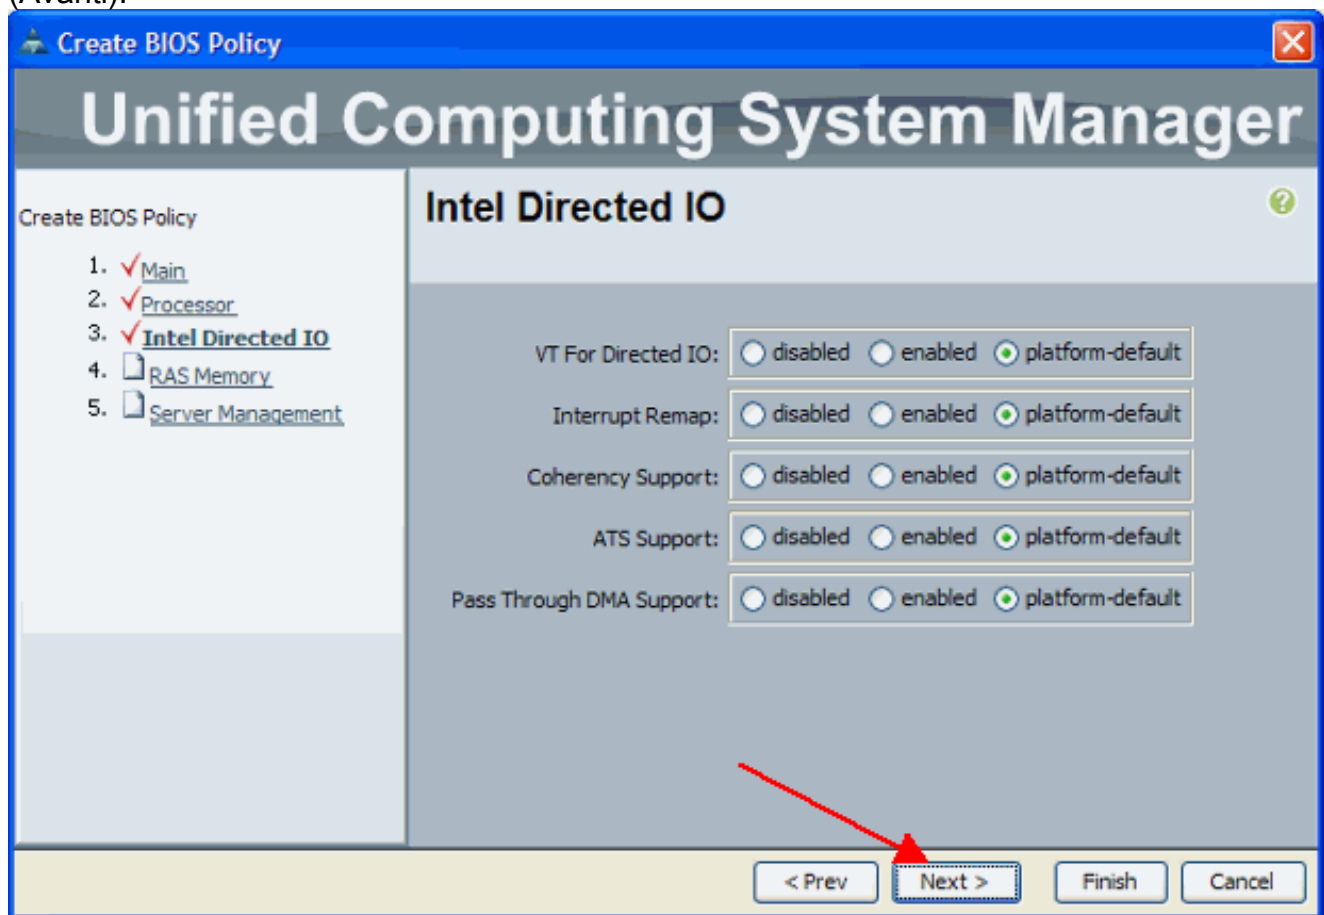 (Avanti).
Create BIOS Policy
Unified Computing System Manager
Create BIOS Policy
1. Main
2. Processor
3. Intel Directed IO
4. RAS Memory
5. Server Management
Intel Directed IO
?
VT For Directed IO: disabled enabled platform-default
Interrupt Remap: disabled enabled platform-default
Coherency Support: disabled enabled platform-default
ATS Support: disabled enabled platform-default
Pass Through DMA Support: disabled enabled platform-default
< Prev Next > Finish Cancel